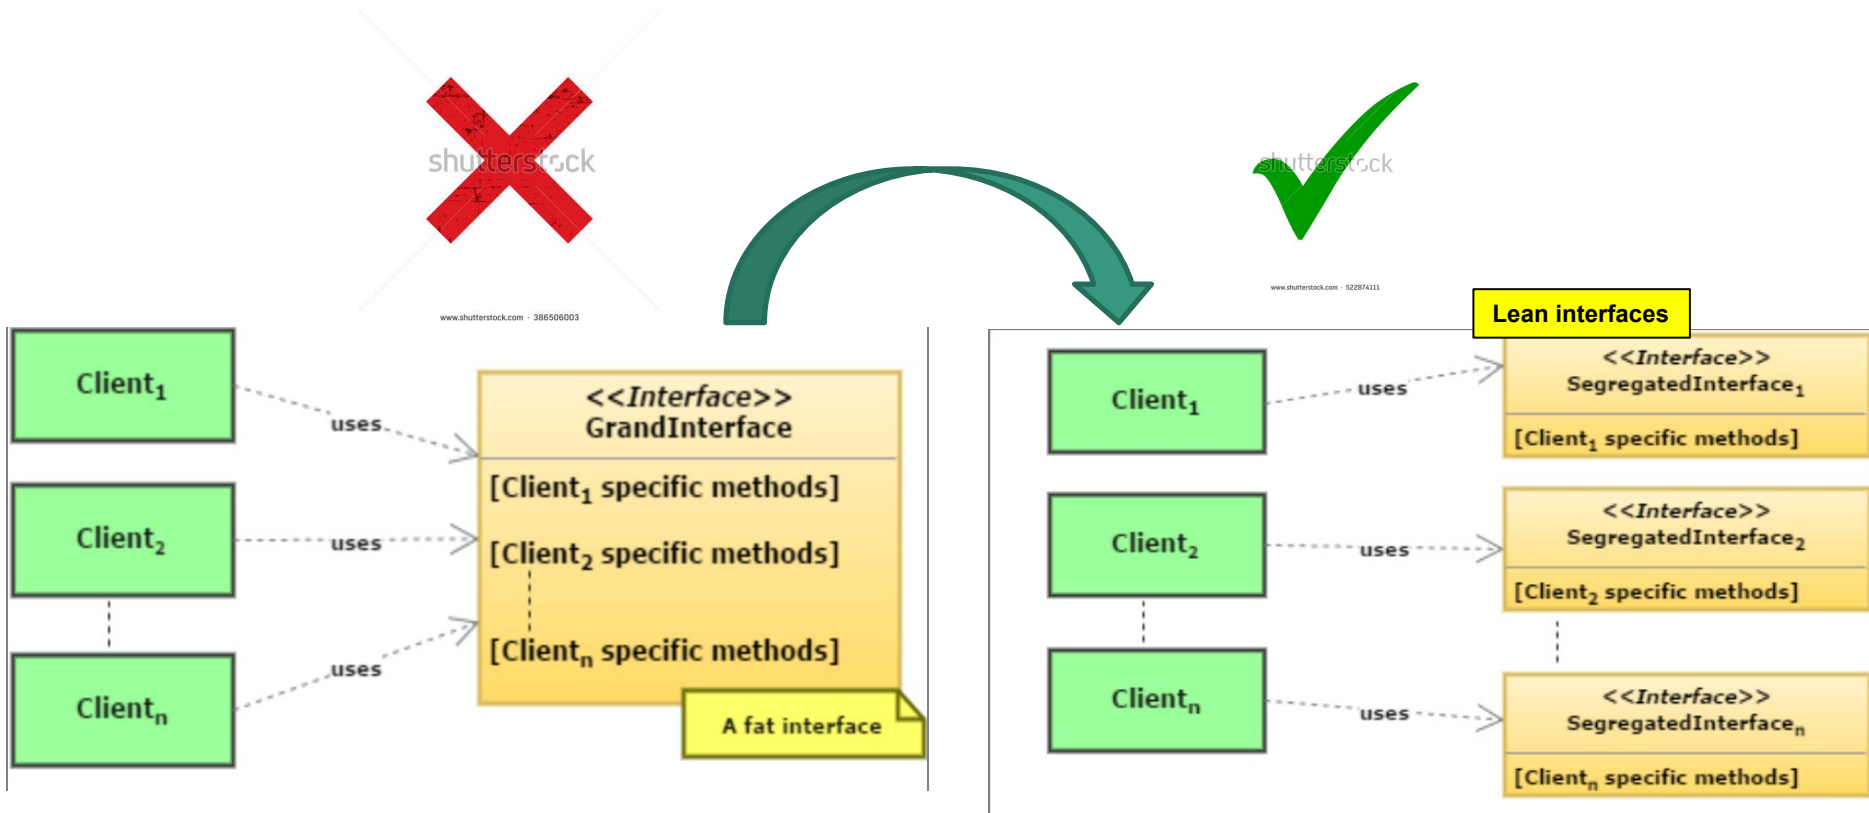 shutterstock
www.shutterstock.com · 386506003
shutterstock
www.shutterstock.com · 522874111
Client₁
Client₂
Clientₙ
uses
uses
uses
<<Interface>>
GrandInterface
[Client₁ specific methods]
[Client₂ specific methods]
[Clientₙ specific methods]
A fat interface
Lean interfaces
Client₁
Client₂
Clientₙ
uses
uses
uses
<<Interface>>
SegregatedInterface₁
[Client₁ specific methods]
<<Interface>>
SegregatedInterface₂
[Client₂ specific methods]
<<Interface>>
SegregatedInterfaceₙ
[Clientₙ specific methods]